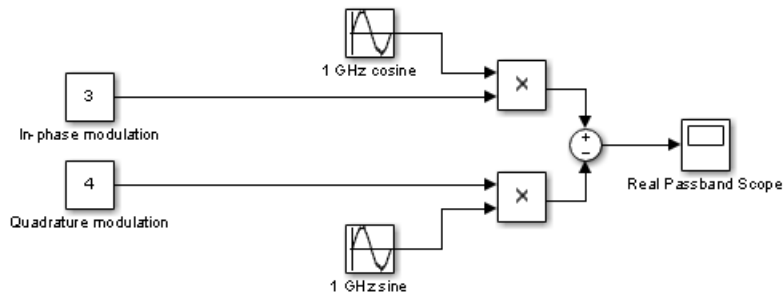 1 GHz cosine
×
3
In-phase modulation
+
−
Real Passband Scope
4
×
Quadrature modulation
1 GHz sine